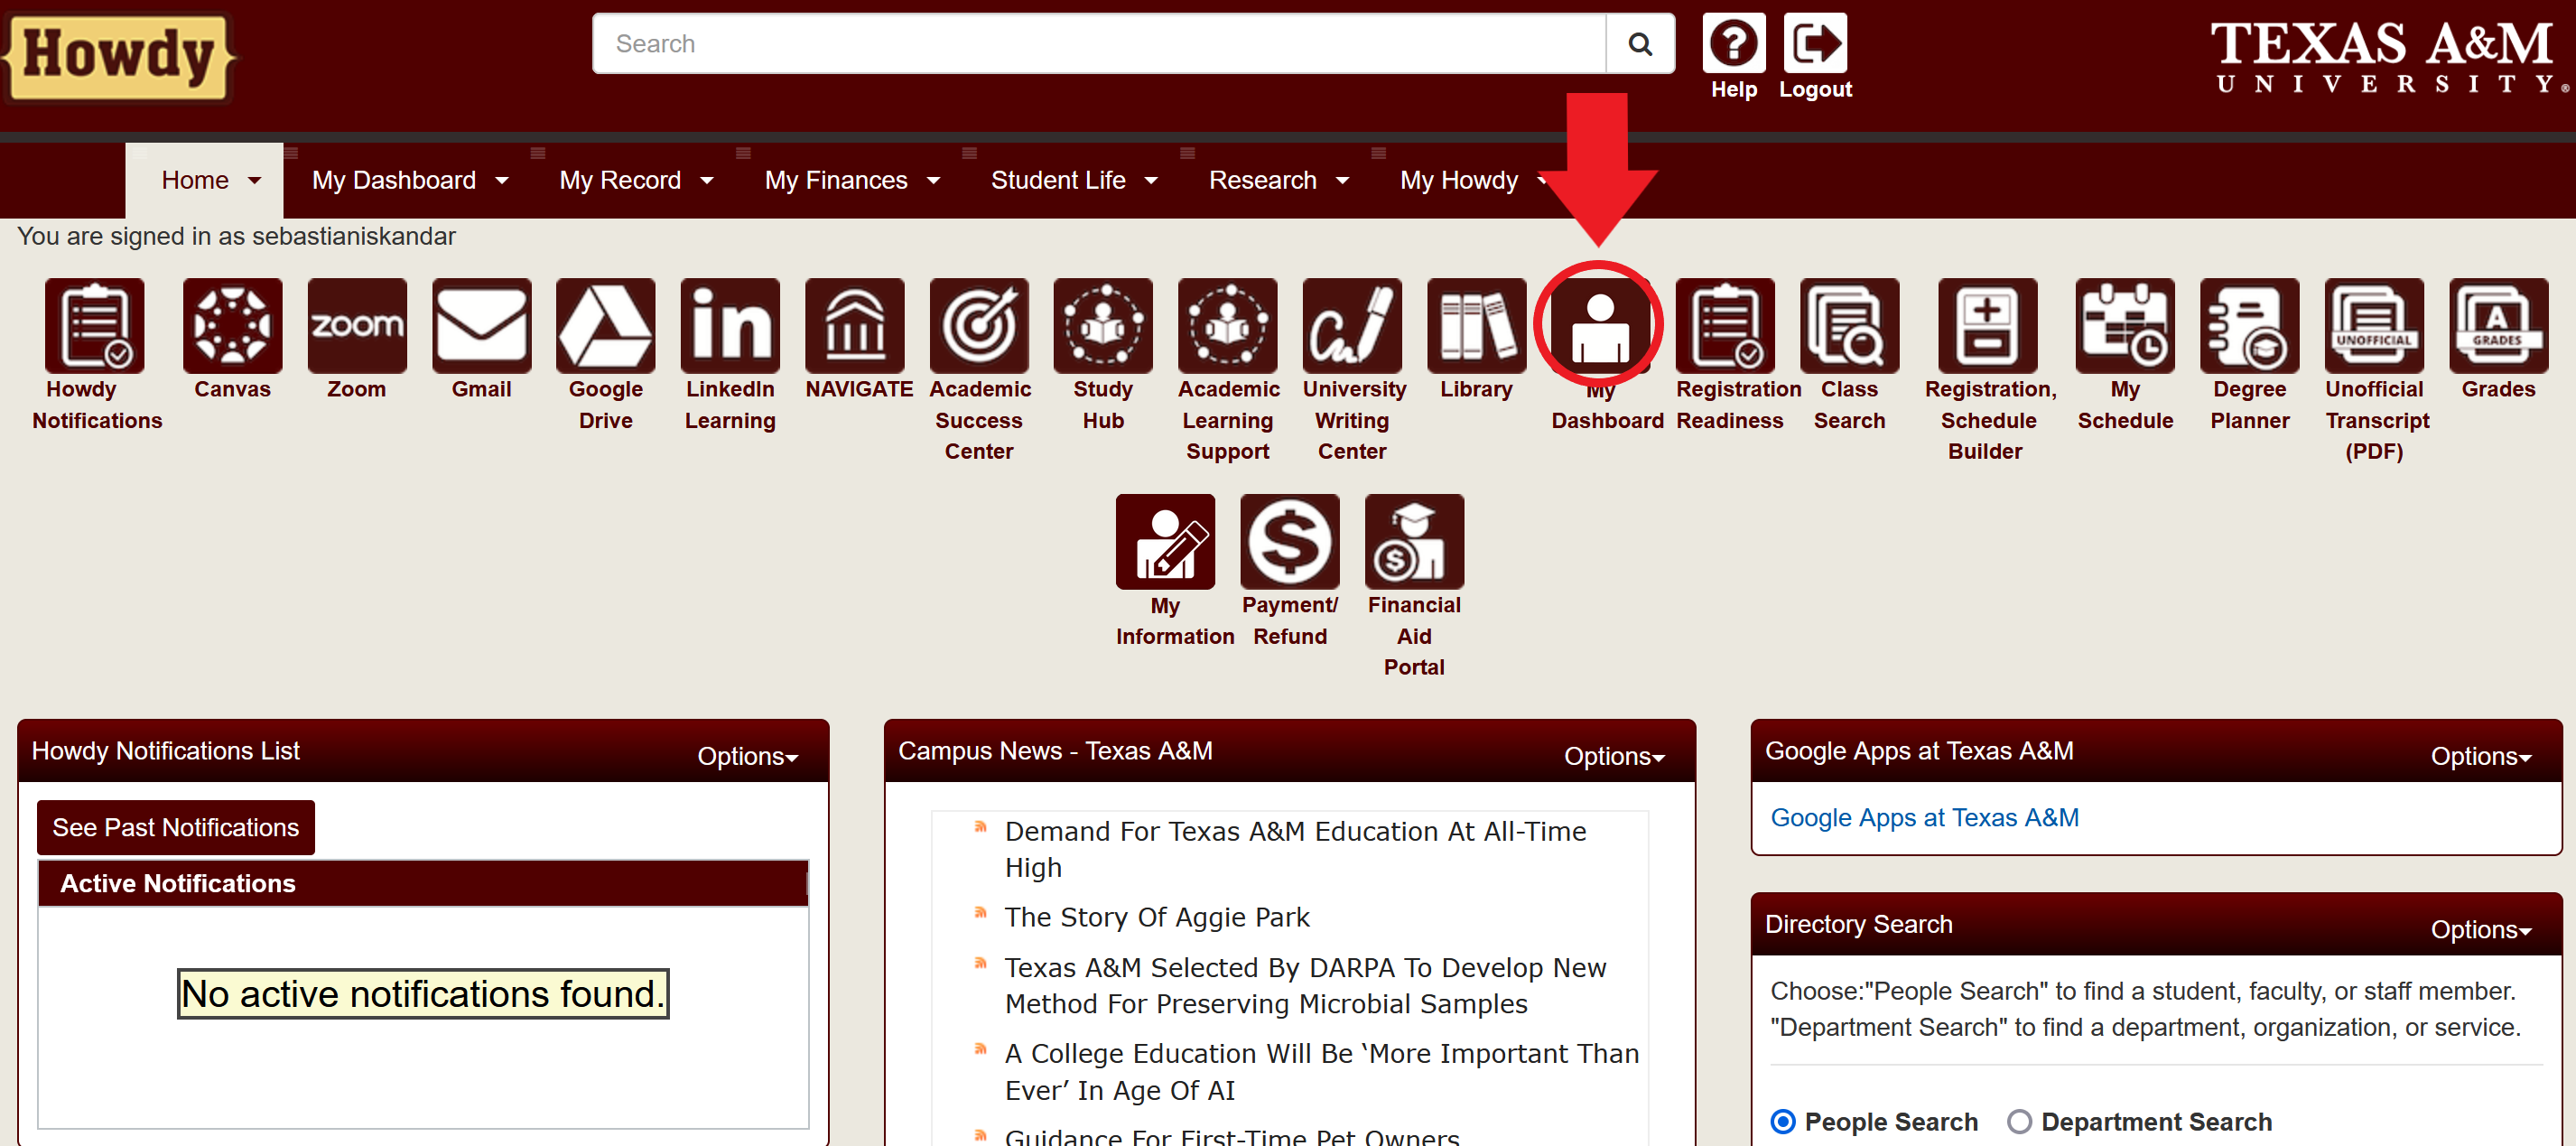 Howdy
Search
Help
Logout
TEXAS A&M
UNIVERSITY®
Home
My Dashboard
My Record
My Finances
Student Life
Research
My Howdy
You are signed in as sebastianiskandar
zoom
in
UNOFFICIAL
A
GRADES
Howdy
Notifications
Canvas
Zoom
Gmail
Google
Drive
LinkedIn
Learning
NAVIGATE
Academic
Success
Center
Study
Hub
Academic
Learning
Support
University
Writing
Center
Library
My
Dashboard
Registration
Readiness
Class
Search
Registration,
Schedule
Builder
My
Schedule
Degree
Planner
Unofficial
Transcript
(PDF)
Grades
My
Information
Payment/
Refund
Financial
Aid
Portal
Howdy Notifications List
Options
See Past Notifications
Active Notifications
No active notifications found.
Campus News - Texas A&M
Options
Demand For Texas A&M Education At All-Time
High
The Story Of Aggie Park
Texas A&M Selected By DARPA To Develop New
Method For Preserving Microbial Samples
A College Education Will Be ‘More Important Than
Ever’ In Age Of AI
Guidance For First-Time Pet Owners
Google Apps at Texas A&M
Options
Google Apps at Texas A&M
Directory Search
Options
Choose:"People Search" to find a student, faculty, or staff member.
"Department Search" to find a department, organization, or service.
People Search
Department Search